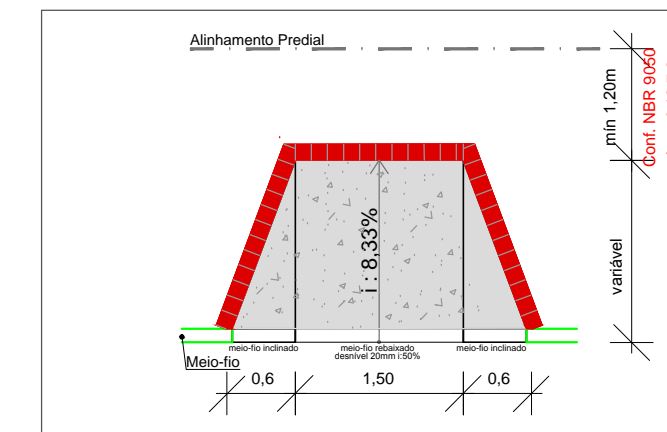 Alinhamento Predial
mín 1,20m
Conf. NBR 9050
i : 8,33%
variável
meio-fio inclinado
meio-fio rebaixado
desnível 20mm i:50%
meio-fio inclinado
Meio-fio
0,6
1,50
0,6